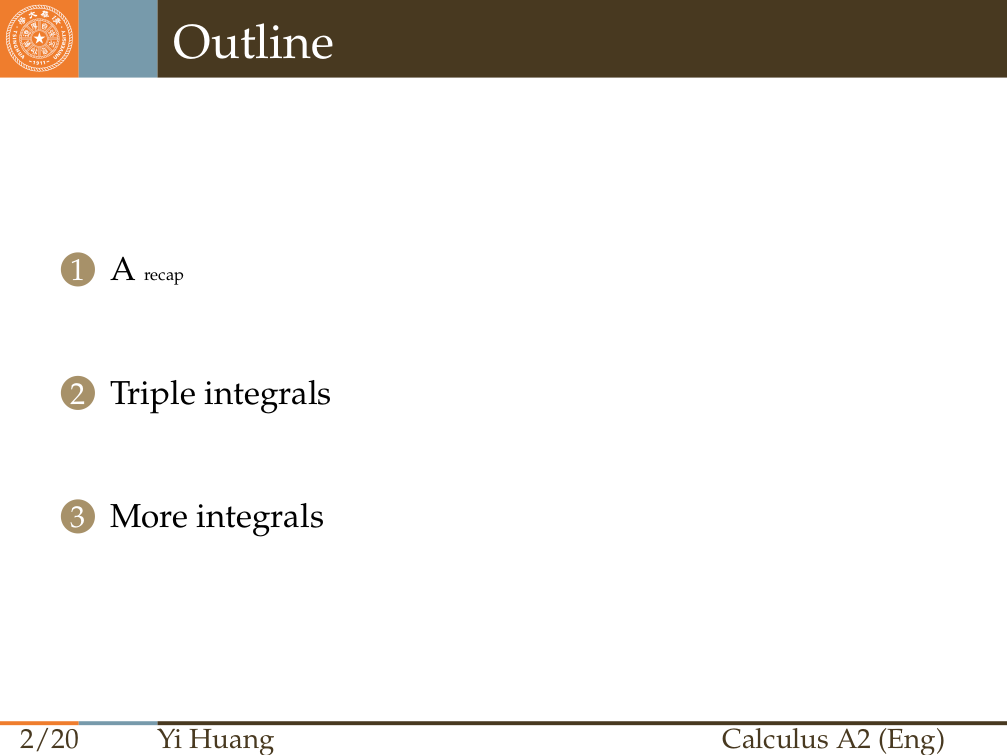 Outline
1 A recap
2 Triple integrals
3 More integrals
2/20 Yi Huang Calculus A2 (Eng)